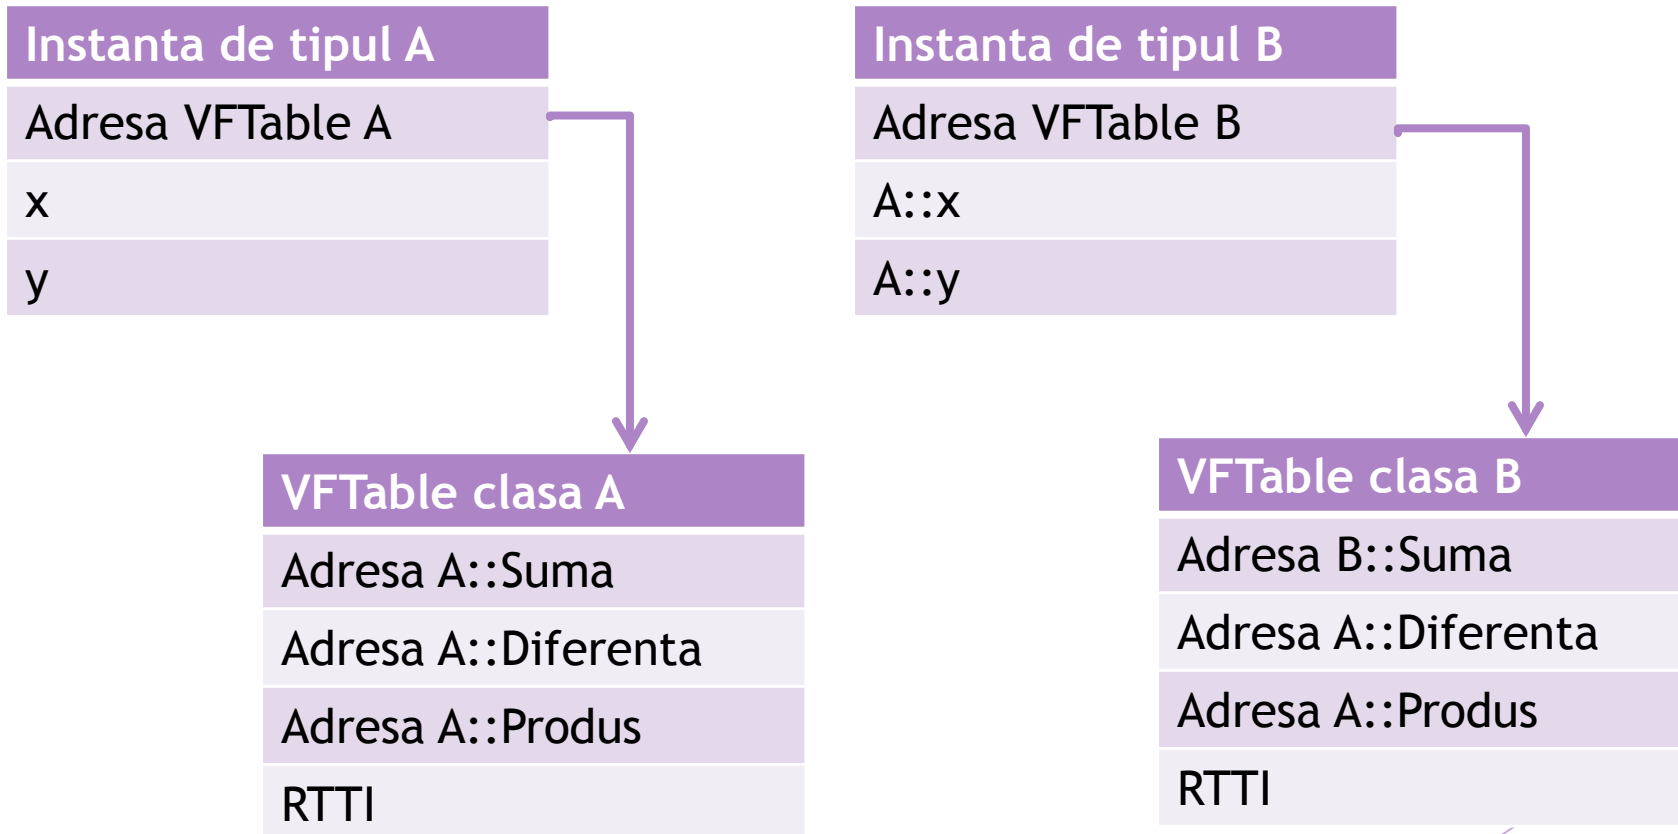 Instanta de tipul A
Adresa VFTable A
x
y
Instanta de tipul B
Adresa VFTable B
A::x
A::y
VFTable clasa A
Adresa A::Suma
Adresa A::Diferenta
Adresa A::Produs
RTTI
VFTable clasa B
Adresa B::Suma
Adresa A::Diferenta
Adresa A::Produs
RTTI